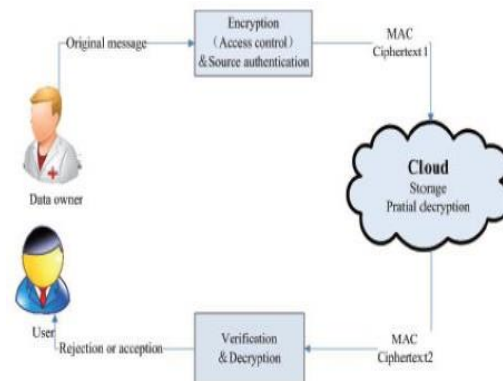 Original message
Encryption
(Access control)
& Source authentication
MAC
Ciphertext1
Data owner
Cloud
Storage
Pratial decryption
User
Rejection or acception
Verification
& Decryption
MAC
Ciphertext2